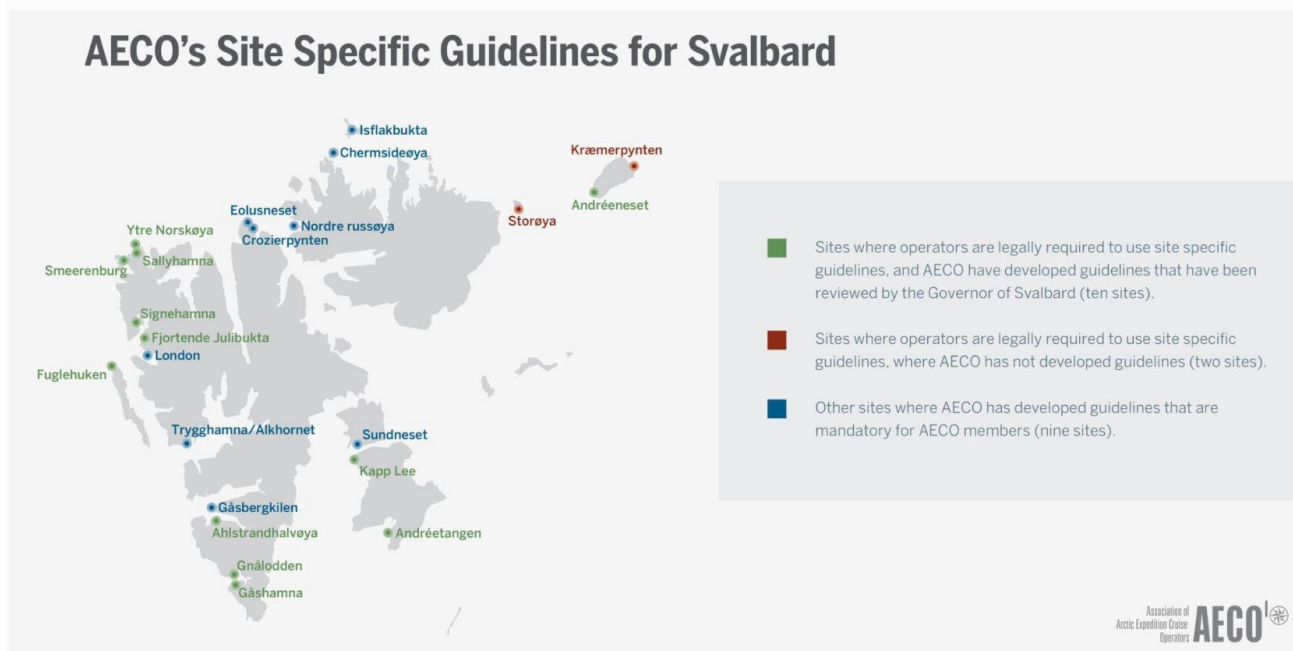 AECO's Site Specific Guidelines for Svalbard
Isflakbukta
Chermsideøya
Kræmerpynten
Andréeneset
Storøya
Eolusneset
Nordre russøya
Crozierpynten
Ytre Norskøya
Sallyhamna
Smeerenburg
Signehamna
Fjortende Julibukta
London
Fuglehuken
Trygghamna/Alkhornet
Sundneset
Kapp Lee
Gåsbergkilen
Ahlstrandhalvøya
Andréetangen
Gnålodden
Gåshamna
Sites where operators are legally required to use site specific
guidelines, and AECO have developed guidelines that have been
reviewed by the Governor of Svalbard (ten sites).
Sites where operators are legally required to use site specific
guidelines, where AECO has not developed guidelines (two sites).
Other sites where AECO has developed guidelines that are
mandatory for AECO members (nine sites).
Association of
Arctic Expedition Cruise
Operators
AECO